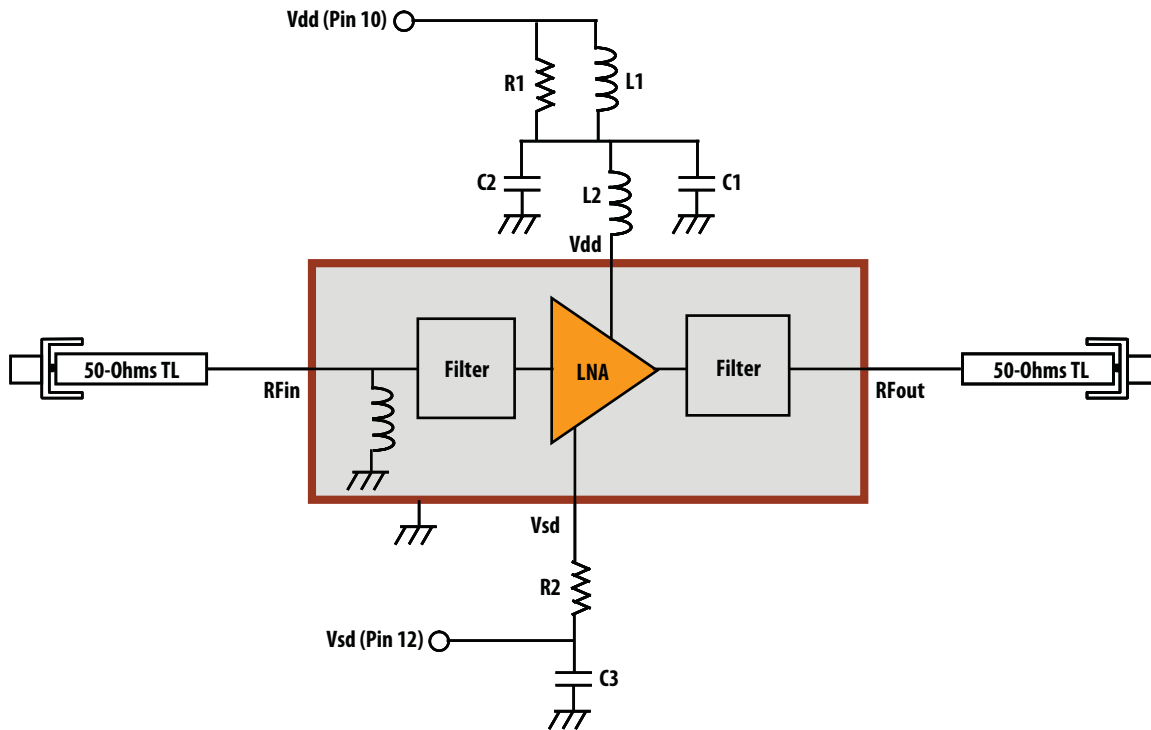 Vdd (Pin 10)
R1
L1
C2
L2
C1
Vdd
50-Ohms TL
RFin
Filter
LNA
Filter
RFout
50-Ohms TL
Vsd
R2
Vsd (Pin 12)
C3